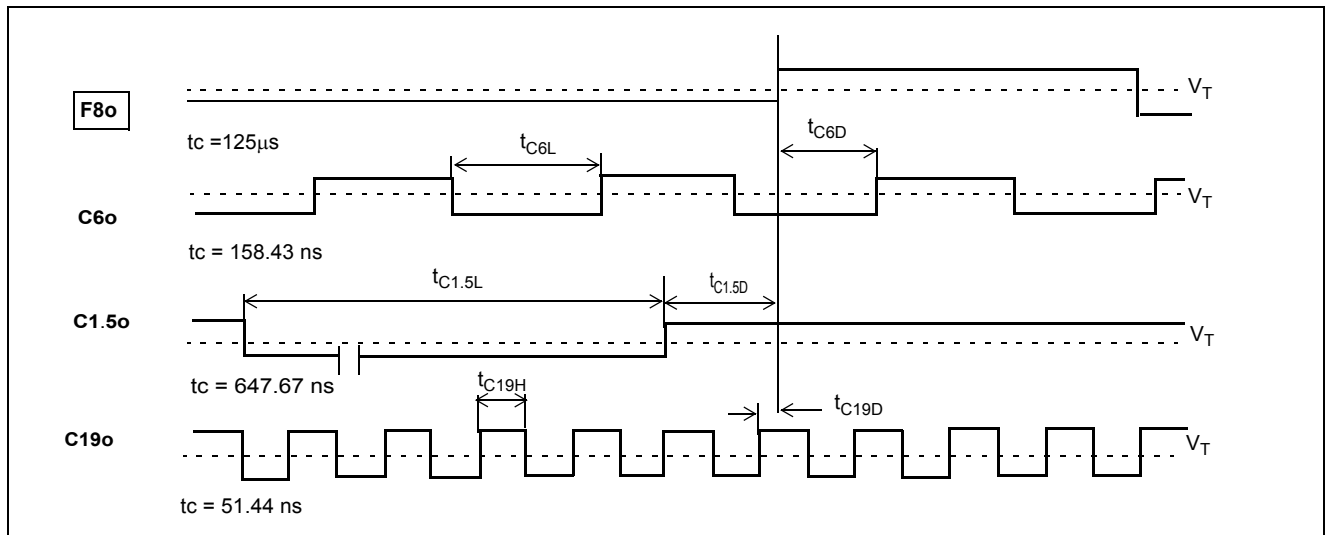 F8o
V_T
tc =125μs
t_C6L
t_C6D
C6o
V_T
tc = 158.43 ns
t_C1.5L
t_C1.5D
C1.5o
V_T
tc = 647.67 ns
t_C19H
t_C19D
C19o
V_T
tc = 51.44 ns